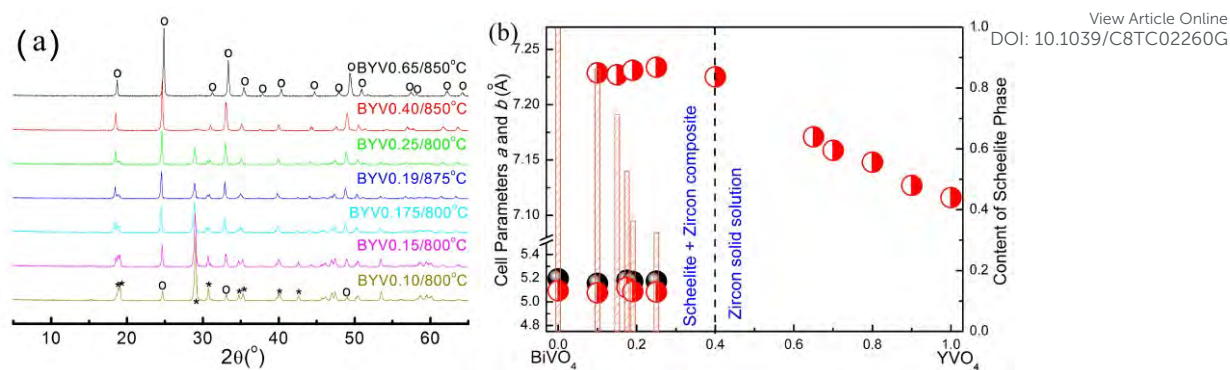 View Article Online
DOI: 10.1039/C8TC02260G
(a)
BYV0.65/850°C
BYV0.40/850°C
BYV0.25/800°C
BYV0.19/875°C
BYV0.175/800°C
BYV0.15/800°C
BYV0.10/800°C
10 20 30 40 50 60
2θ(°)
(b)
Cell Parameters a and b (Å)
7.25
7.20
7.15
7.10
5.4
5.2
5.0
4.8
Scheelite + Zircon composite
Zircon solid solution
1.0
0.8
0.6
0.4
0.2
0.0
Content of Scheelite Phase
0.0 0.2 0.4 0.6 0.8 1.0
BiVO4 YVO4